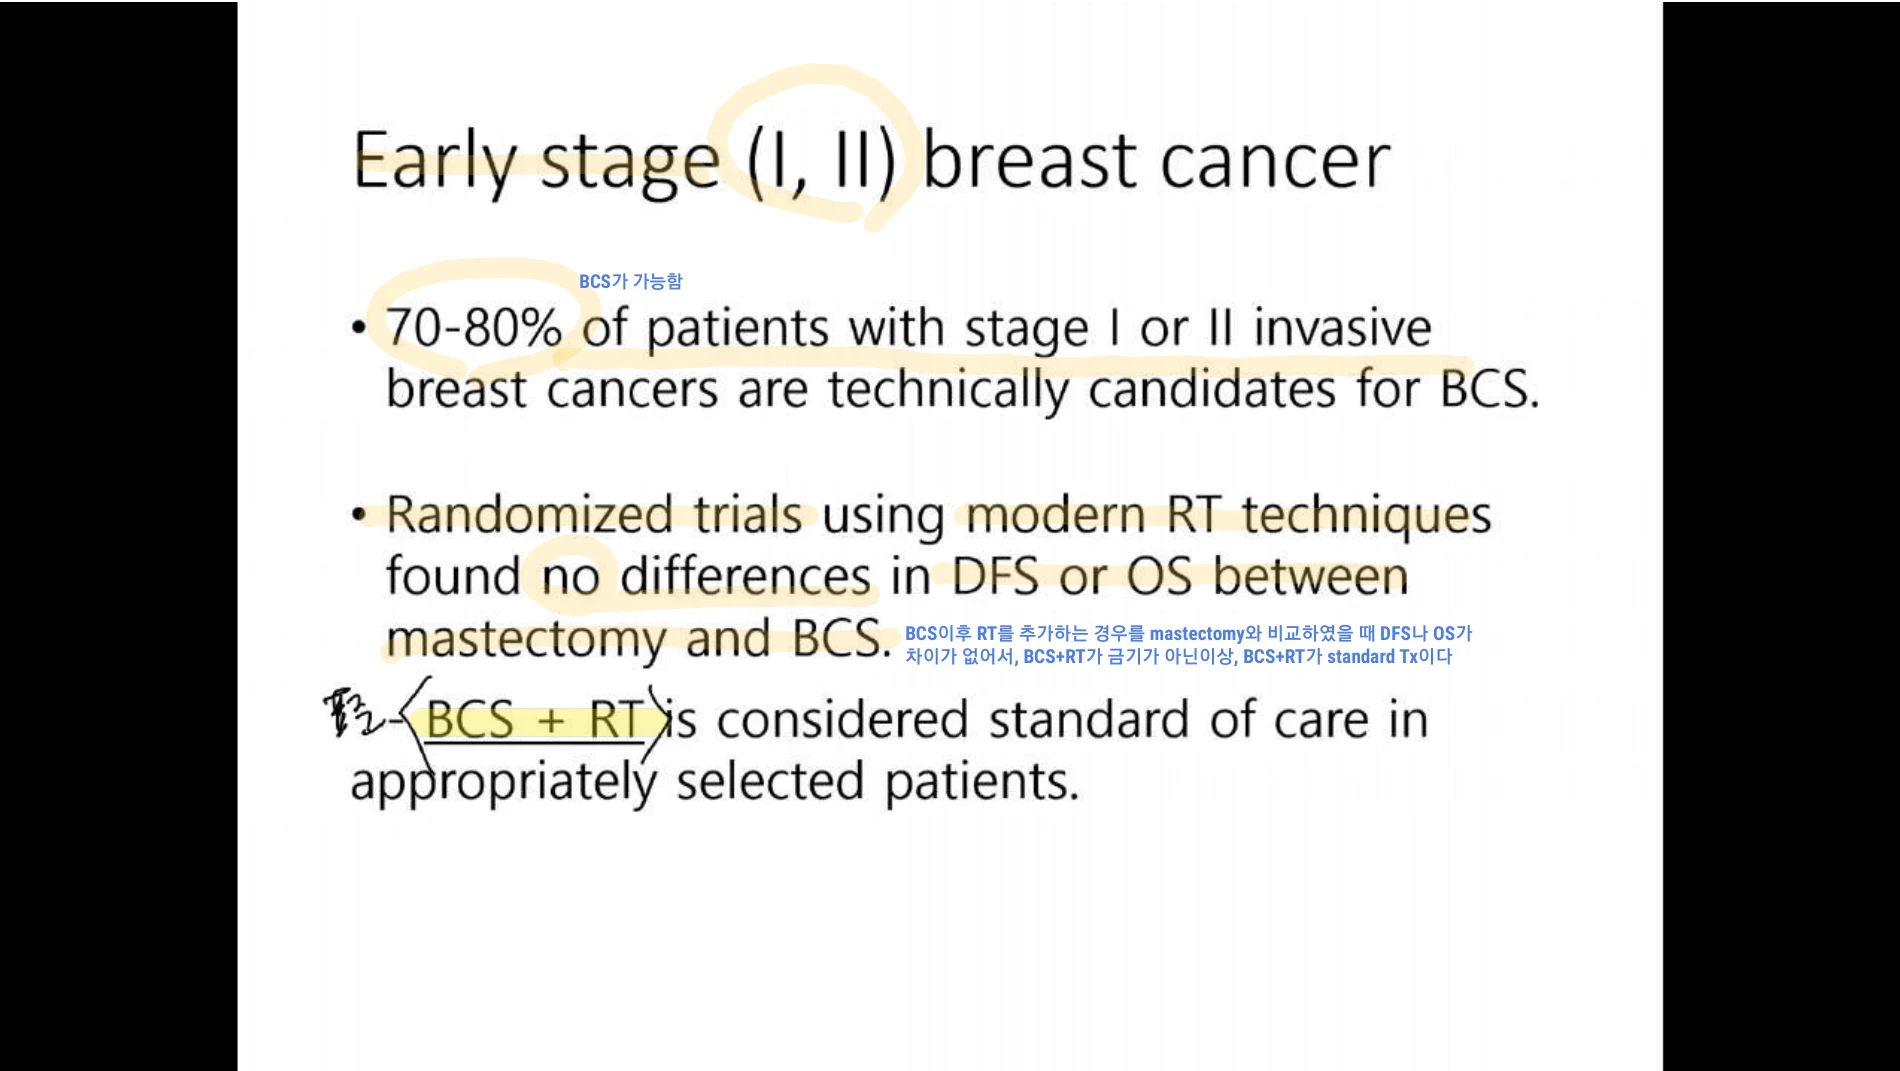 Early stage (I, II) breast cancer
BCS가 가능함
• 70-80% of patients with stage I or II invasive
breast cancers are technically candidates for BCS.
• Randomized trials using modern RT techniques
found no differences in DFS or OS between
mastectomy and BCS.
BCS이후 RT를 추가하는 경우를 mastectomy와 비교하였을 때 DFS나 OS가
차이가 없어서, BCS+RT가 금기가 아닌이상, BCS+RT가 standard Tx이다
BCS + RT is considered standard of care in
appropriately selected patients.